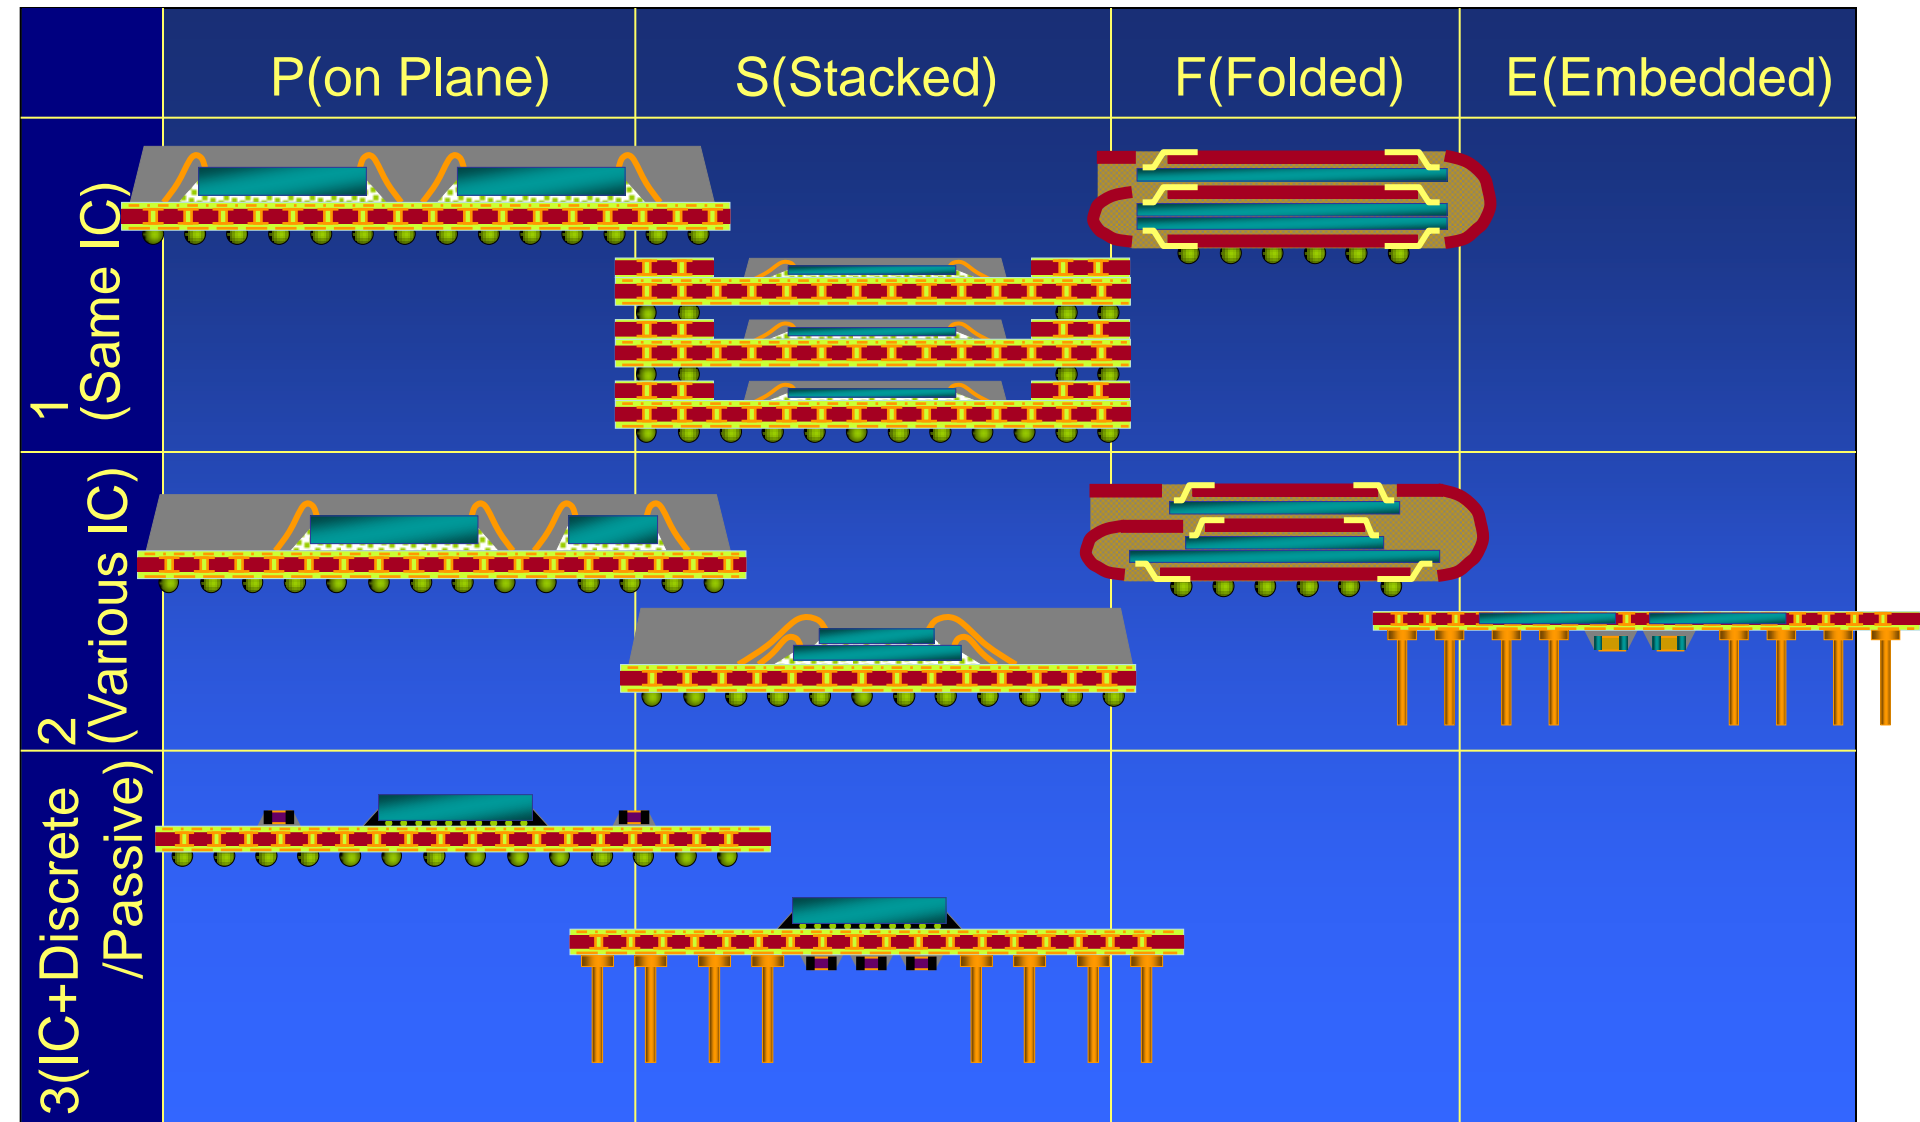 P(on Plane)
S(Stacked)
F(Folded)
E(Embedded)
1
(Same IC)
2
(Various IC)
3(IC+Discrete
/Passive)